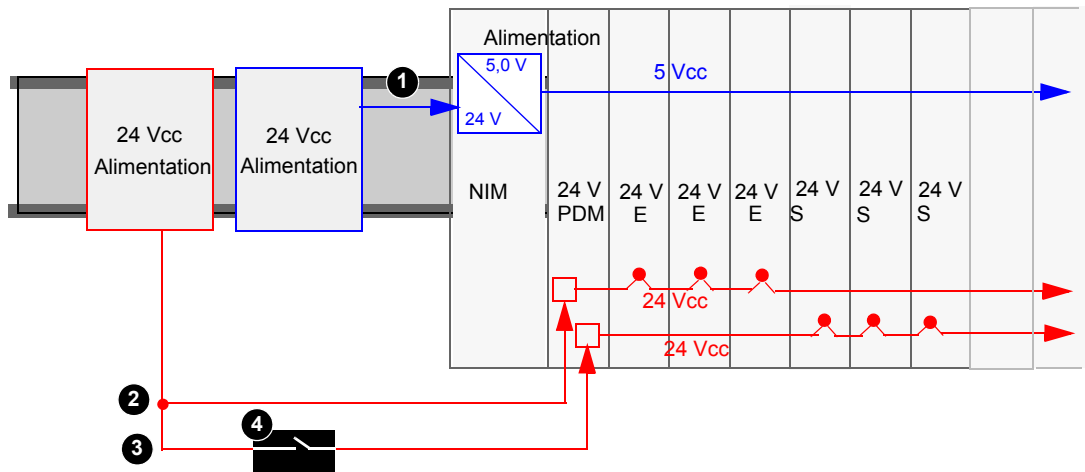 Alimentation
5,0 V
24 V
1
5 Vcc
24 Vcc
Alimentation
24 Vcc
Alimentation
NIM
24 V
PDM
24 V
E
24 V
E
24 V
E
24 V
S
24 V
S
24 V
S
24 Vcc
24 Vcc
2
4
3